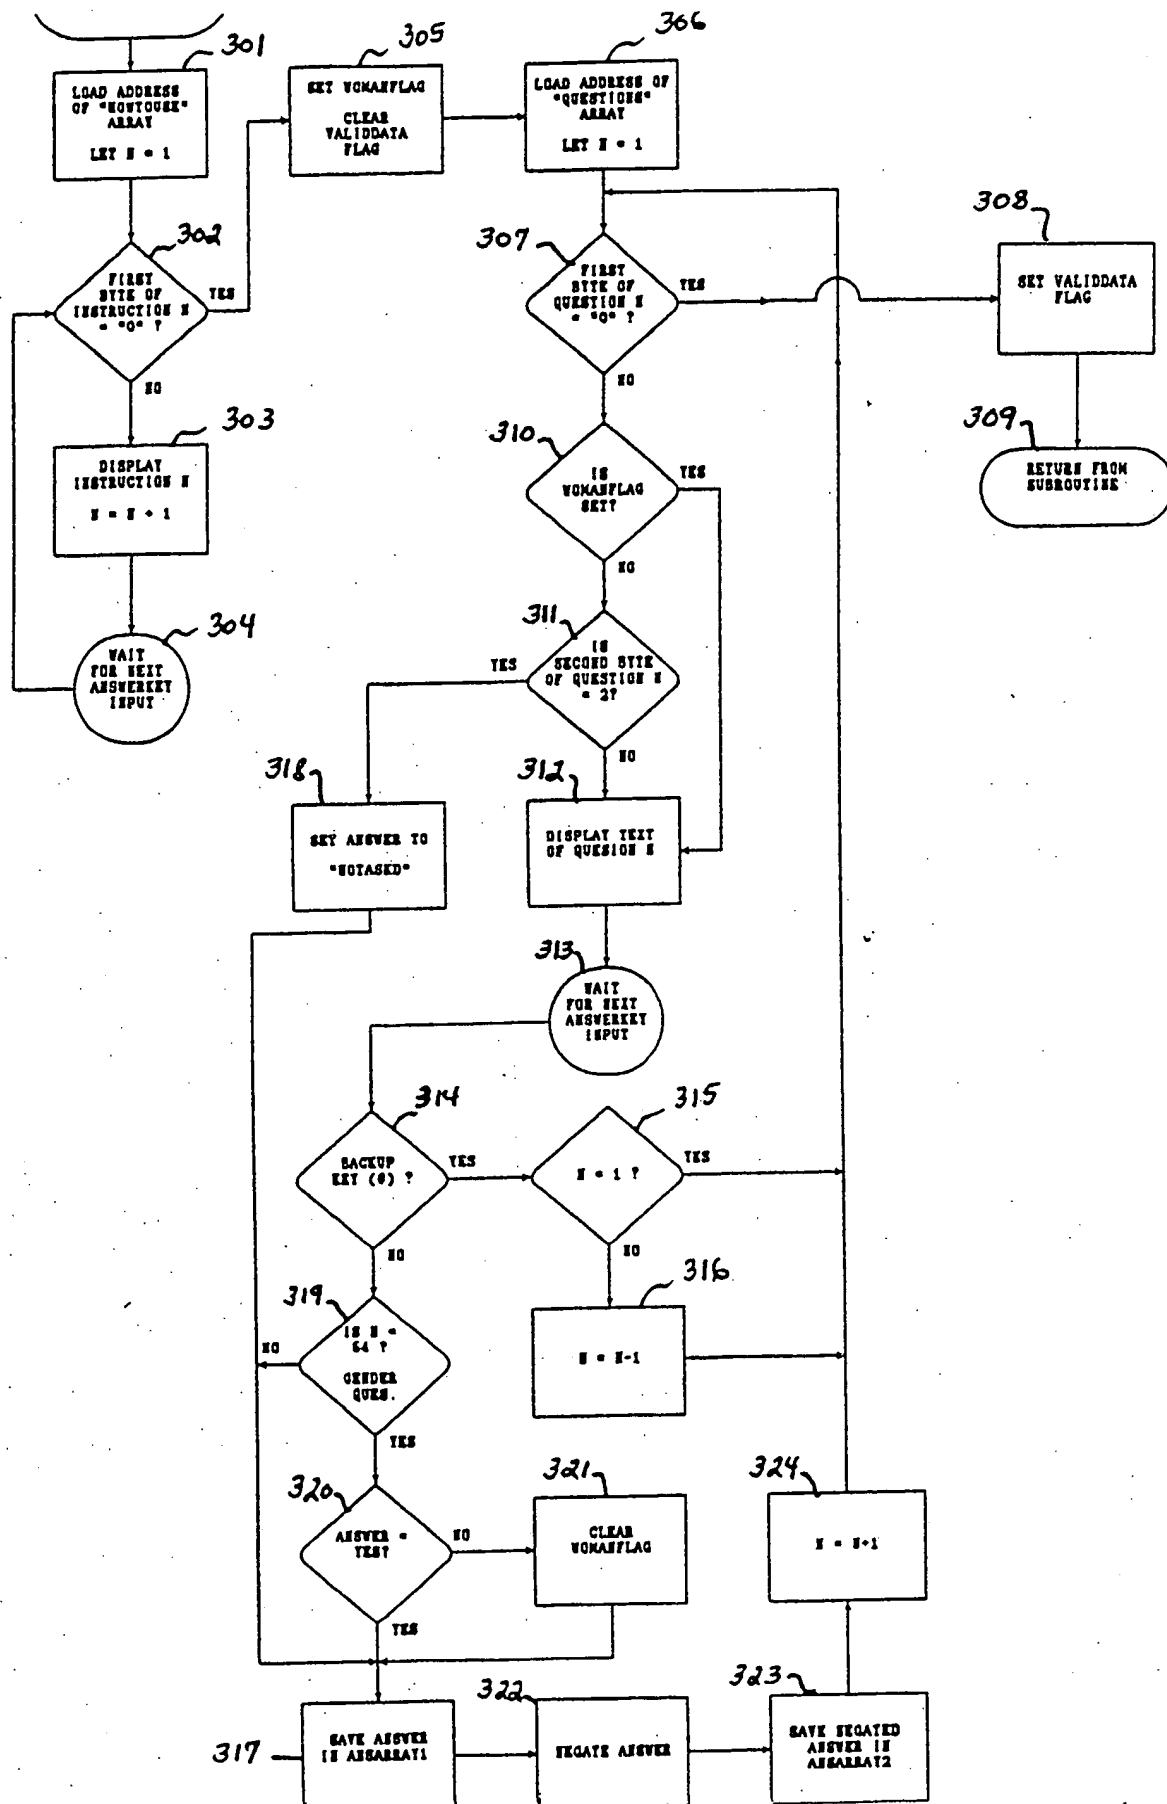 301
LOAD ADDRESS
OF "HOWTOUSE"
ARRAY
LET N = 1
302
FIRST
BYTE OF
INSTRUCTION N
= "0" ?
YES
NO
303
DISPLAY
INSTRUCTION N
N = N + 1
304
WAIT
FOR NEXT
ANSWERKEY
INPUT
305
SET WOMANFLAG
CLEAR
VALIDDATA
FLAG
306
LOAD ADDRESS OF
"QUESTIONS"
ARRAY
LET N = 1
307
FIRST
BYTE OF
QUESTION N
= "0" ?
YES
NO
308
SET VALIDDATA
FLAG
309
RETURN FROM
SUBROUTINE
310
IS
WOMANFLAG
SET?
YES
NO
311
IS
SECOND BYTE
OF QUESTION N
= 2?
YES
NO
318
SET ANSWER TO
"NOTASED"
312
DISPLAY TEXT
OF QUESION N
313
WAIT
FOR NEXT
ANSWERKEY
INPUT
314
BACKUP
KEY (#) ?
YES
NO
315
N = 1 ?
YES
NO
316
N = N-1
319
IS N =
64 ?
GENDER
QUES.
NO
YES
320
ANSWER =
YES?
NO
YES
321
CLEAR
WOMANFLAG
324
N = N+1
317
SAVE ANSWER
IN ANSARRAY1
322
NEGATE ANSWER
323
SAVE NEGATED
ANSWER IN
ANSARRAY2